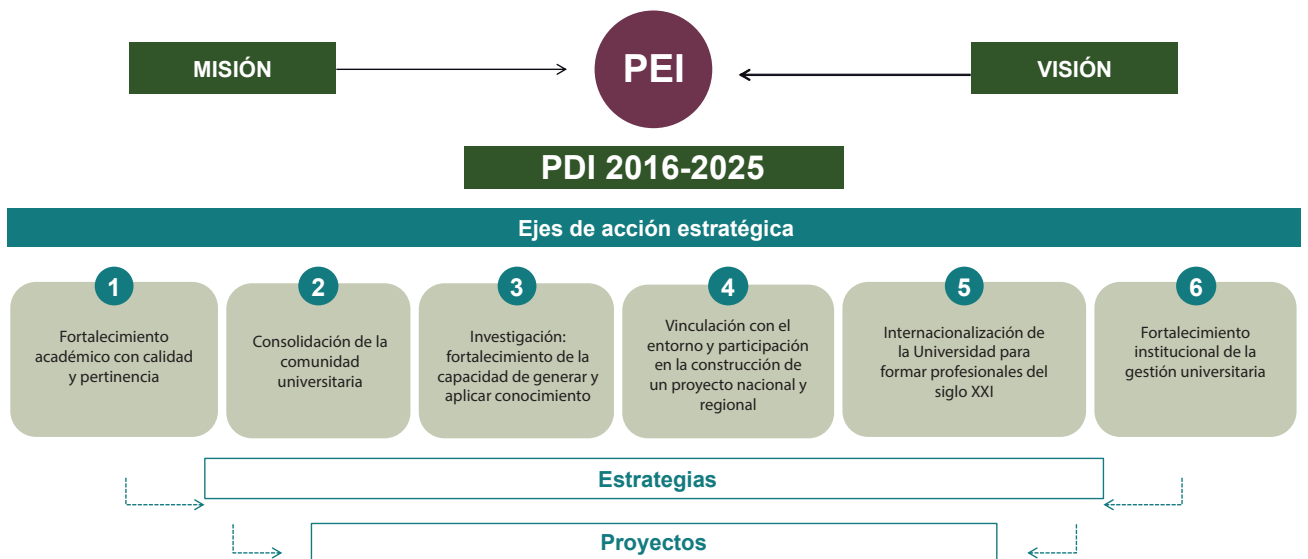 MISIÓN
PEI
VISIÓN
PDI 2016-2025
Ejes de acción estratégica
1
Fortalecimiento
académico con calidad
y pertinencia
2
Consolidación de la
comunidad
universitaria
3
Investigación:
fortalecimiento de la
capacidad de generar y
aplicar conocimiento
4
Vinculación con el
entorno y participación
en la construcción de
un proyecto nacional y
regional
5
Internacionalización de
la Universidad para
formar profesionales del
siglo XXI
6
Fortalecimiento
institucional de la
gestión universitaria
Estrategias
Proyectos